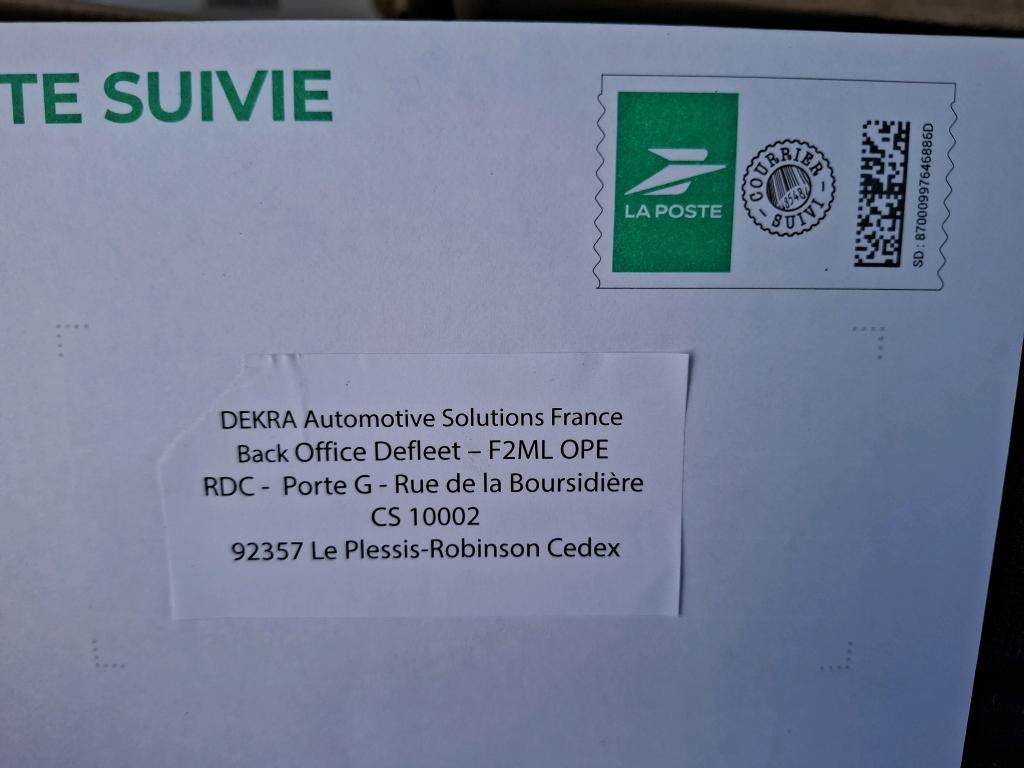 TE SUIVIE
LA POSTE
COURRIER
SUIVI
SD : 87000997646886D
DEKRA Automotive Solutions France
Back Office Defleet – F2ML OPE
RDC - Porte G - Rue de la Boursidière
CS 10002
92357 Le Plessis-Robinson Cedex